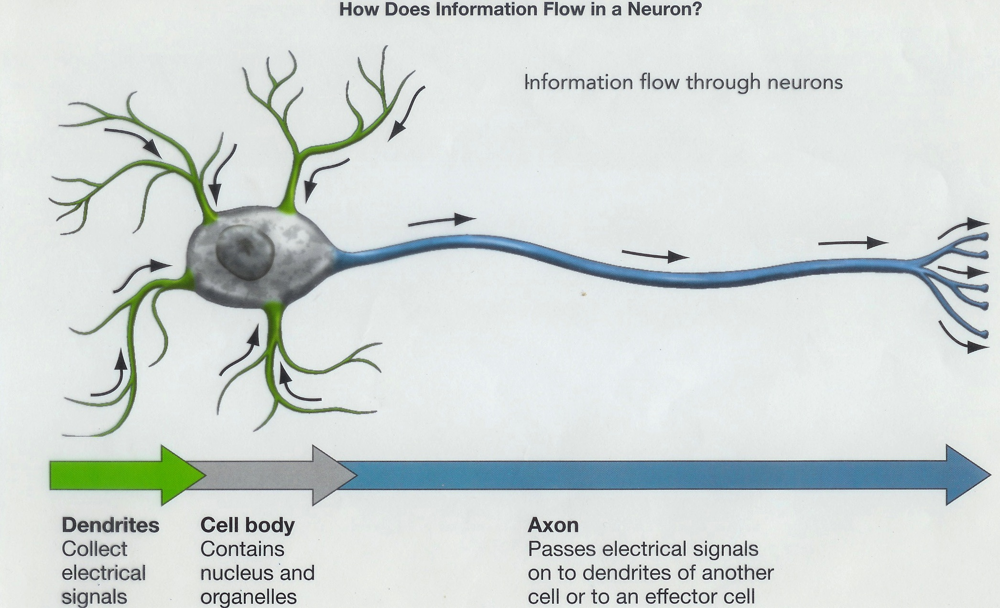 How Does Information Flow in a Neuron?
Information flow through neurons
Dendrites
Collect
electrical
signals
Cell body
Contains
nucleus and
organelles
Axon
Passes electrical signals
on to dendrites of another
cell or to an effector cell